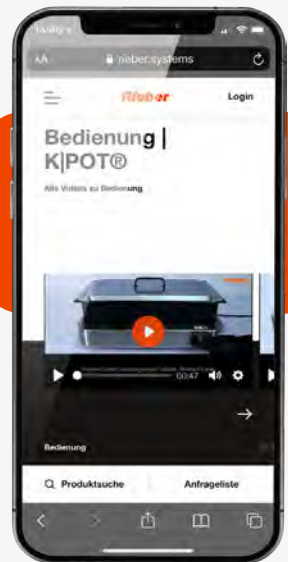 AA rieber.systems
Rieber Login
Bedienung |
K|POT®
Alle Videos zu Bedienung
00:47
Bedienung
Produktsuche Anfrageliste